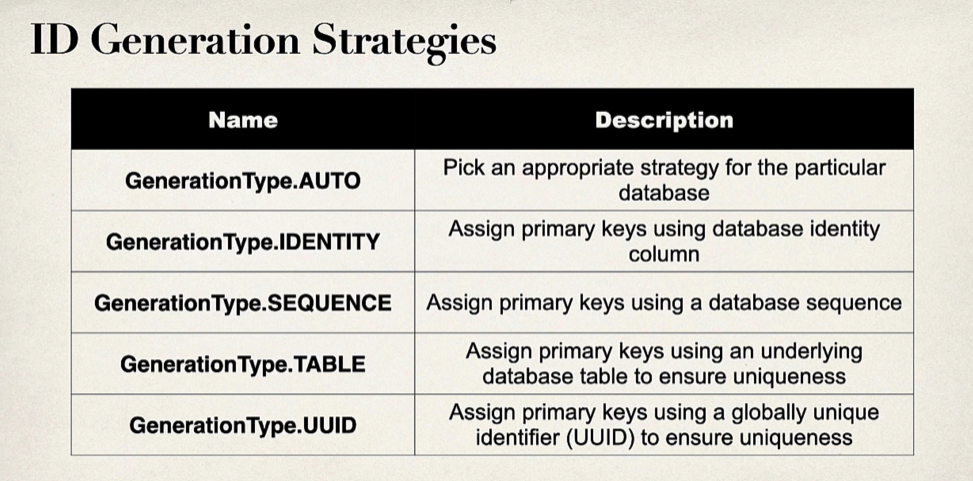 ID Generation Strategies
Name
Description
GenerationType.AUTO
Pick an appropriate strategy for the particular
database
GenerationType.IDENTITY
Assign primary keys using database identity
column
GenerationType.SEQUENCE
Assign primary keys using a database sequence
GenerationType.TABLE
Assign primary keys using an underlying
database table to ensure uniqueness
GenerationType.UUID
Assign primary keys using a globally unique
identifier (UUID) to ensure uniqueness